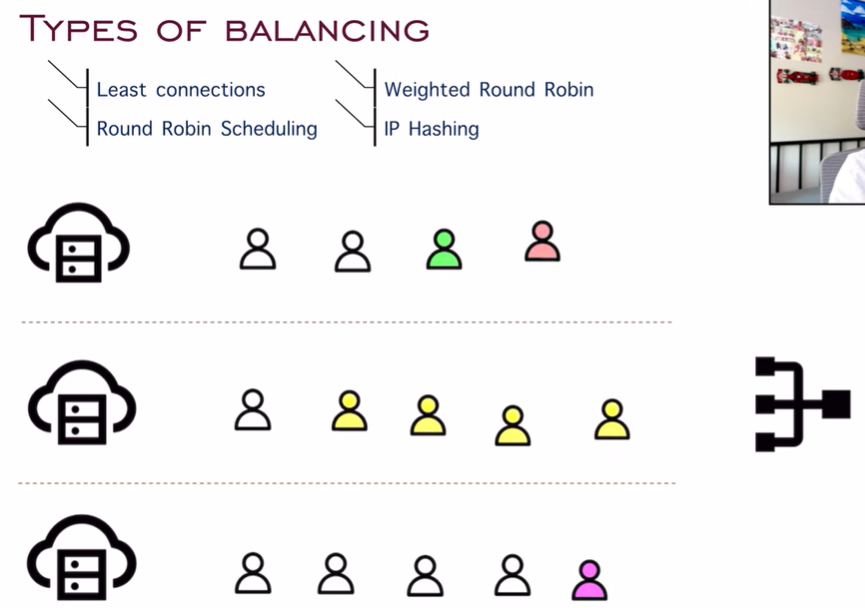 Types of balancing
Least connections
Round Robin Scheduling
Weighted Round Robin
IP Hashing